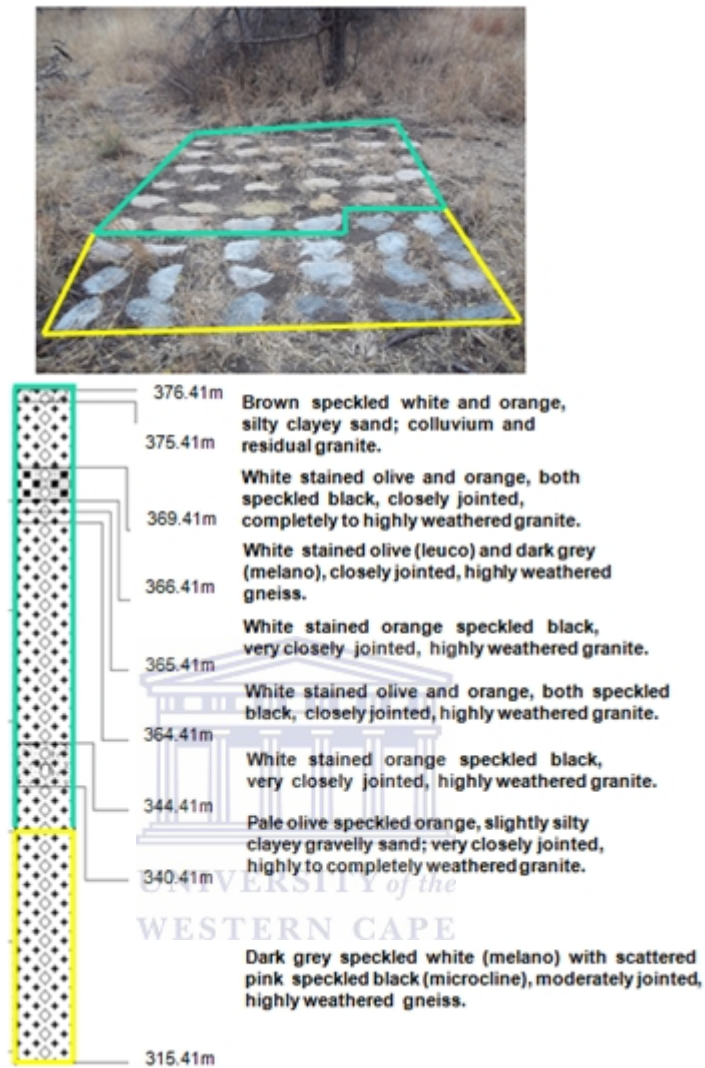 376.41m
Brown speckled white and orange,
silty clayey sand; colluvium and
residual granite.
375.41m
White stained olive and orange, both
speckled black, closely jointed,
completely to highly weathered granite.
369.41m
White stained olive (leuco) and dark grey
(melano), closely jointed, highly weathered
gneiss.
366.41m
White stained orange speckled black,
very closely jointed, highly weathered granite.
365.41m
White stained olive and orange, both speckled
black, closely jointed, highly weathered granite.
364.41m
White stained orange speckled black,
very closely jointed, highly weathered granite.
344.41m
Pale olive speckled orange, slightly silty
clayey gravelly sand; very closely jointed,
highly to completely weathered granite.
340.41m
UNIVERSITY of the
WESTERN CAPE
Dark grey speckled white (melano) with scattered
pink speckled black (microcline), moderately jointed,
highly weathered gneiss.
315.41m